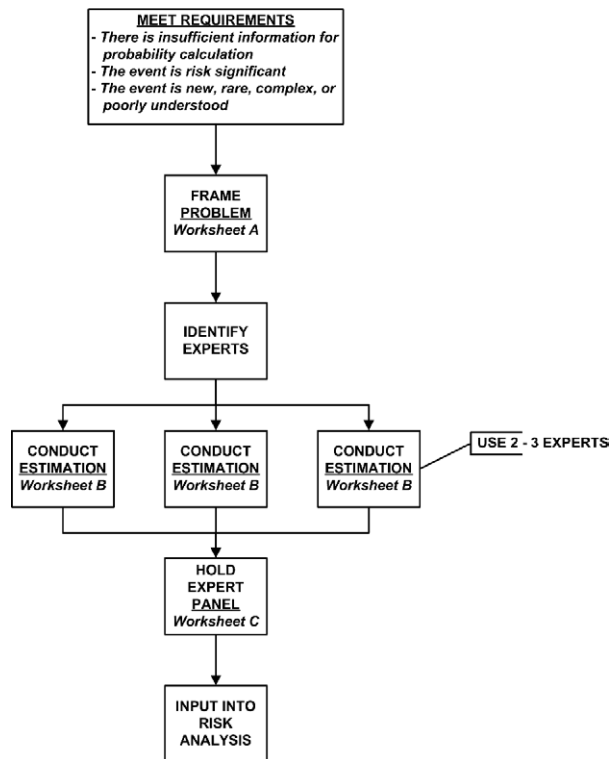 MEET REQUIREMENTS
- There is insufficient information for
probability calculation
- The event is risk significant
- The event is new, rare, complex, or
poorly understood
FRAME
PROBLEM
Worksheet A
IDENTIFY
EXPERTS
CONDUCT
ESTIMATION
Worksheet B
CONDUCT
ESTIMATION
Worksheet B
CONDUCT
ESTIMATION
Worksheet B
USE 2 - 3 EXPERTS
HOLD
EXPERT
PANEL
Worksheet C
INPUT INTO
RISK
ANALYSIS